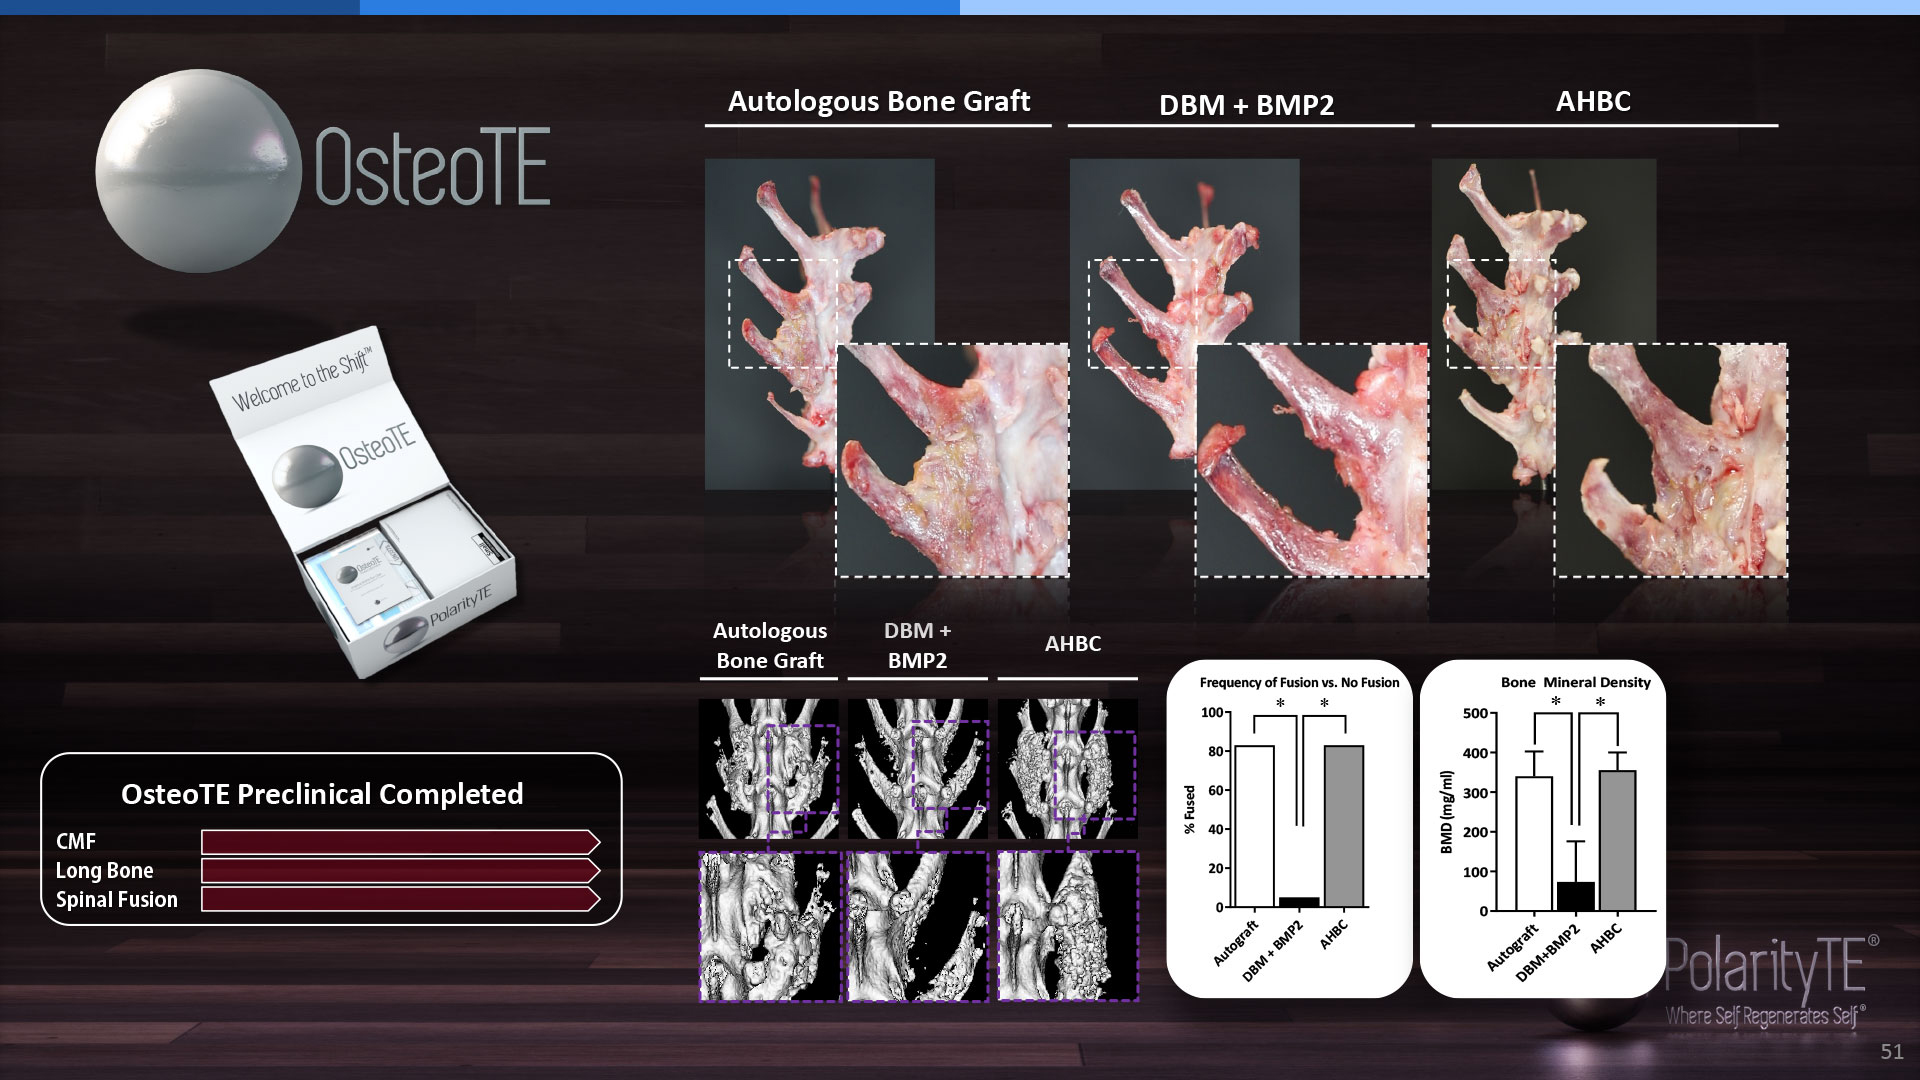 OsteoTE
Welcome to the Shift™
OsteoTE
OsteoTE
PolarityTE
OsteoTE Preclinical Completed
CMF
Long Bone
Spinal Fusion
Autologous Bone Graft
DBM + BMP2
AHBC
Autologous
Bone Graft
DBM +
BMP2
AHBC
Frequency of Fusion vs. No Fusion
* *
100
80
60
40
20
0
% Fused
Autograft
DBM + BMP2
AHBC
Bone Mineral Density
* *
500
400
300
200
100
0
BMD (mg/ml)
Autograft
DBM+BMP2
AHBC
PolarityTE®
Where Self Regenerates Self®
51